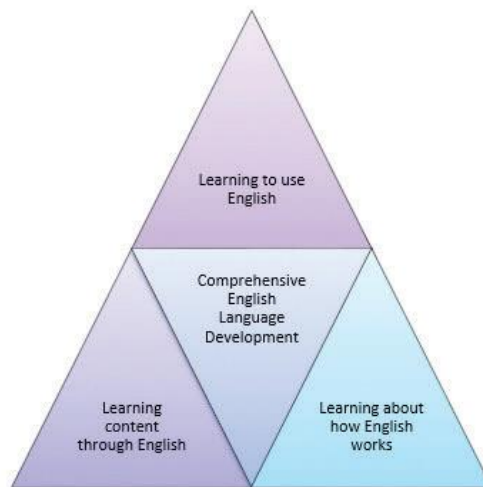 Learning to use
English
Comprehensive
English
Language
Development
Learning
content
through English
Learning about
how English
works